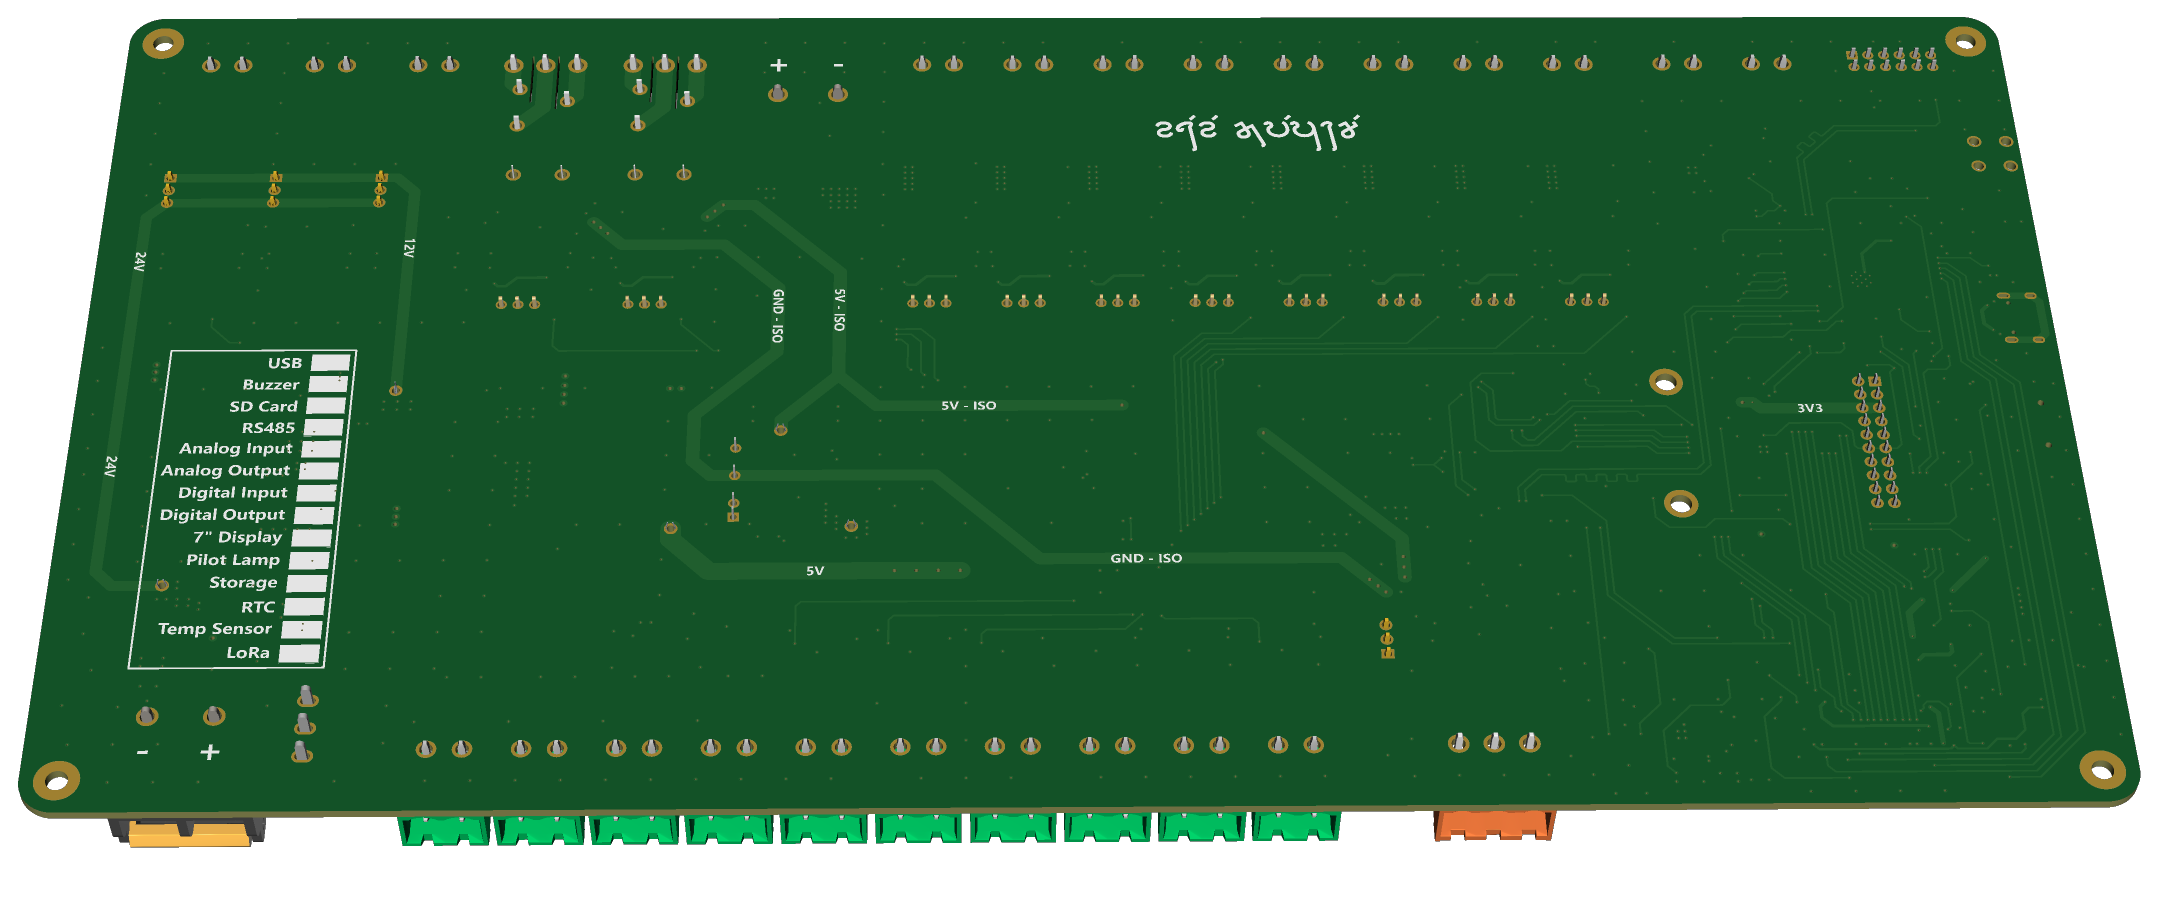 + -
12V
24V
GND - ISO
5V - ISO
5V - ISO
3V3
USB
Buzzer
SD Card
RS485
Analog Input
Analog Output
Digital Input
Digital Output
7" Display
Pilot Lamp
Storage
RTC
Temp Sensor
LoRa
24V
GND - ISO
5V
- +